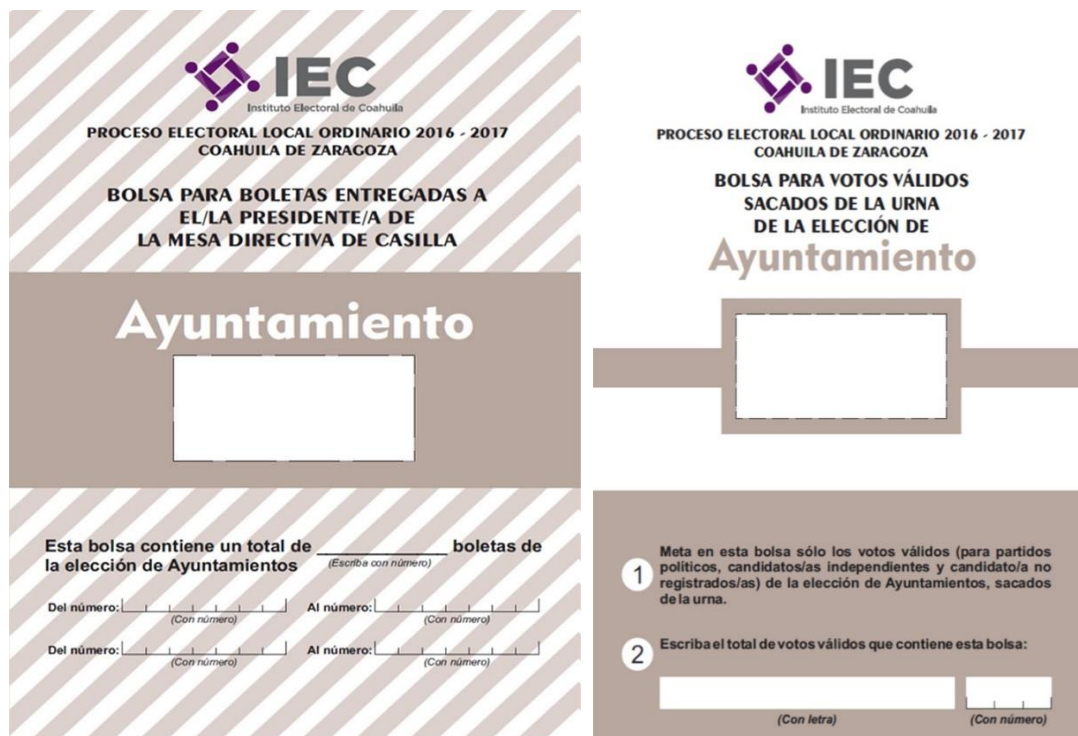 IEC
Instituto Electoral de Coahuila
PROCESO ELECTORAL LOCAL ORDINARIO 2016 - 2017
COAHUILA DE ZARAGOZA
BOLSA PARA BOLETAS ENTREGADAS A
EL/LA PRESIDENTE/A DE
LA MESA DIRECTIVA DE CASILLA
Ayuntamiento
Esta bolsa contiene un total de ______________ boletas de
(Escriba con número)
la elección de Ayuntamientos
Del número: Al número:
(Con número) (Con número)
Del número: Al número:
(Con número) (Con número)
IEC
Instituto Electoral de Coahuila
PROCESO ELECTORAL LOCAL ORDINARIO 2016 - 2017
COAHUILA DE ZARAGOZA
BOLSA PARA VOTOS VÁLIDOS
SACADOS DE LA URNA
DE LA ELECCIÓN DE
Ayuntamiento
1 Meta en esta bolsa sólo los votos válidos (para partidos
políticos, candidatos/as independientes y candidato/a no
registrados/as) de la elección de Ayuntamientos, sacados
de la urna.
2 Escriba el total de votos válidos que contiene esta bolsa:
(Con letra) (Con número)